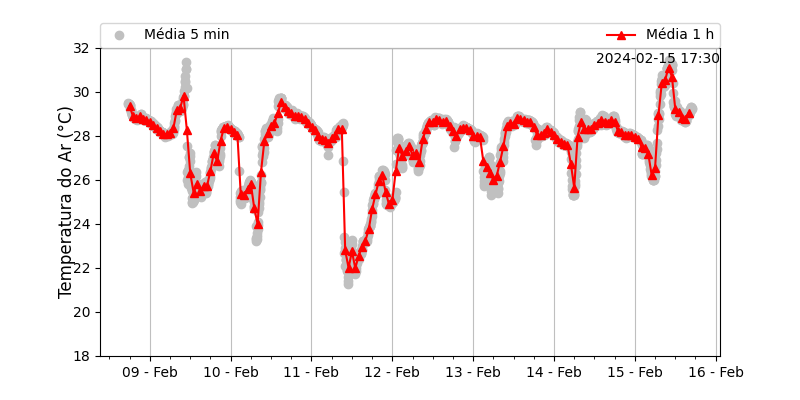 Média 5 min
Média 1 h
2024-02-15 17:30
Temperatura do Ar (°C)
32
30
28
26
24
22
20
18
09 - Feb
10 - Feb
11 - Feb
12 - Feb
13 - Feb
14 - Feb
15 - Feb
16 - Feb